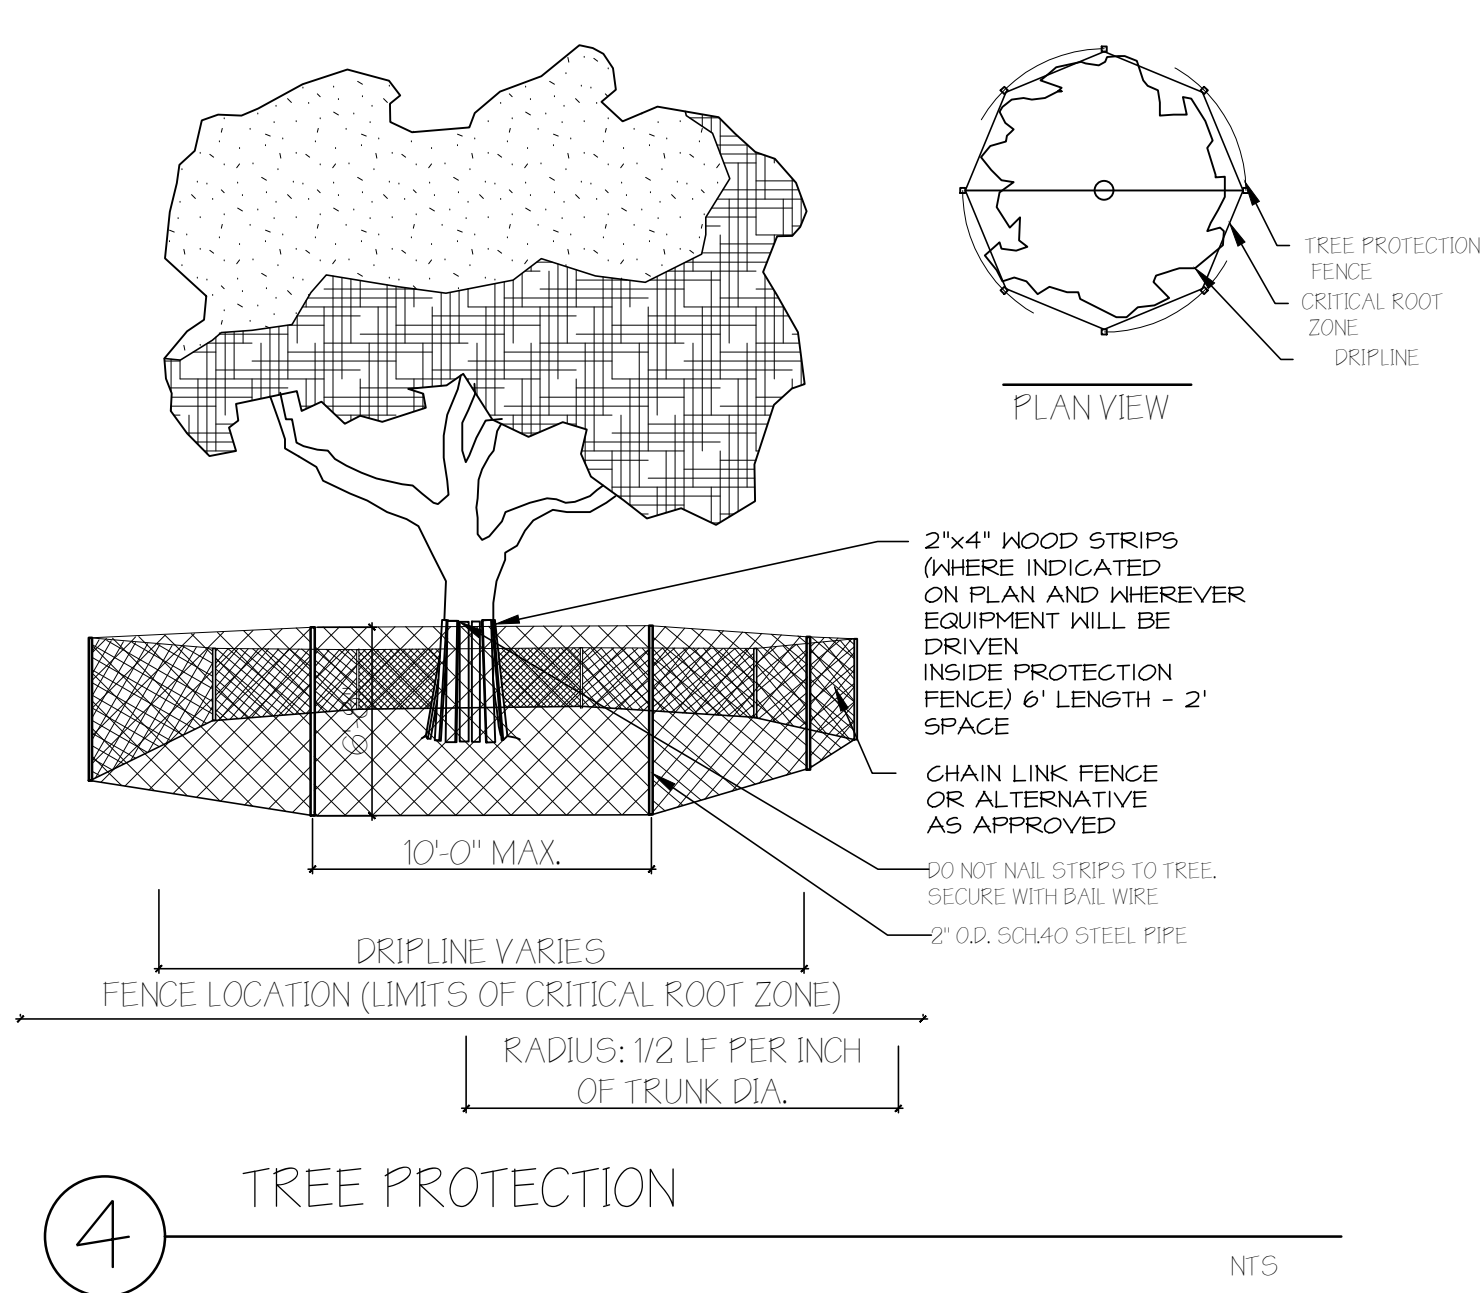 TREE PROTECTION
FENCE
CRITICAL ROOT
ZONE
DRIPLINE
PLAN VIEW
2"x4" WOOD STRIPS
(WHERE INDICATED
ON PLAN AND WHEREVER
EQUIPMENT WILL BE
DRIVEN
INSIDE PROTECTION
FENCE) 6' LENGTH - 2'
SPACE
CHAIN LINK FENCE
OR ALTERNATIVE
AS APPROVED
10'-0" MAX.
DO NOT NAIL STRIPS TO TREE.
SECURE WITH BAIL WIRE
2" O.D. SCH.40 STEEL PIPE
DRIPLINE VARIES
FENCE LOCATION (LIMITS OF CRITICAL ROOT ZONE)
RADIUS: 1/2 LF PER INCH
OF TRUNK DIA.
TREE PROTECTION
4
NTS